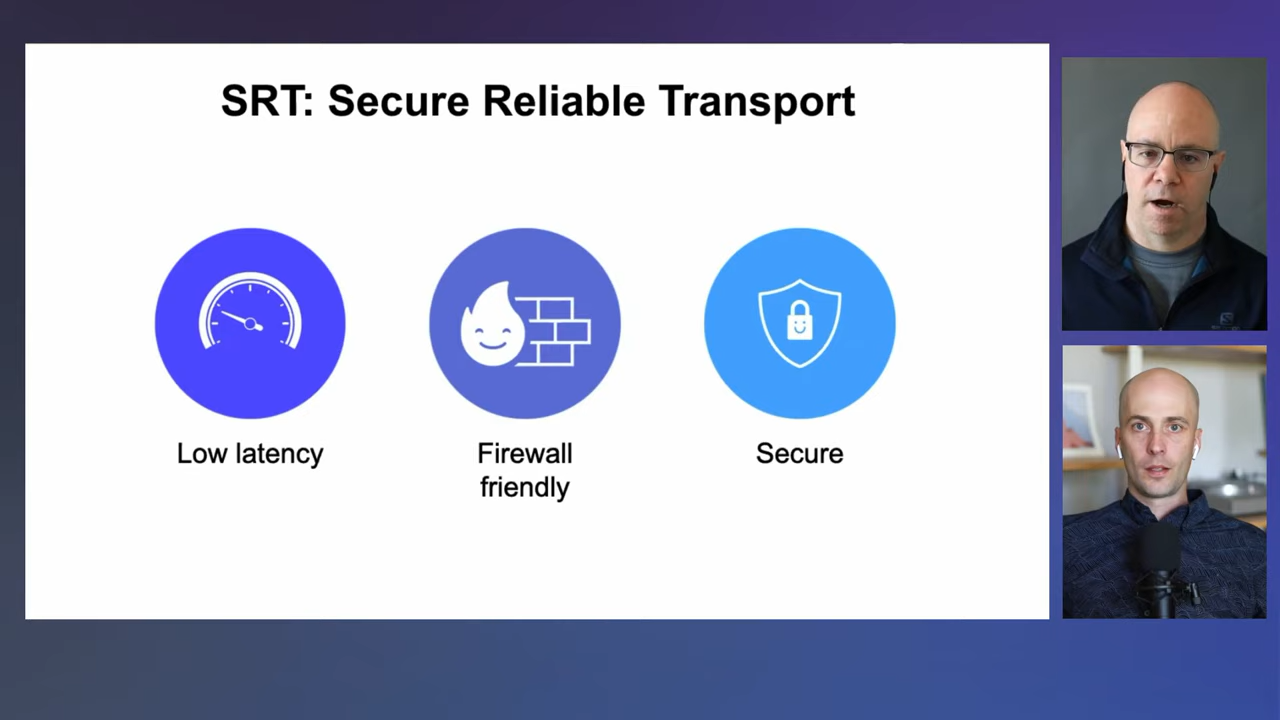 SRT: Secure Reliable Transport
Low latency
Firewall
friendly
Secure